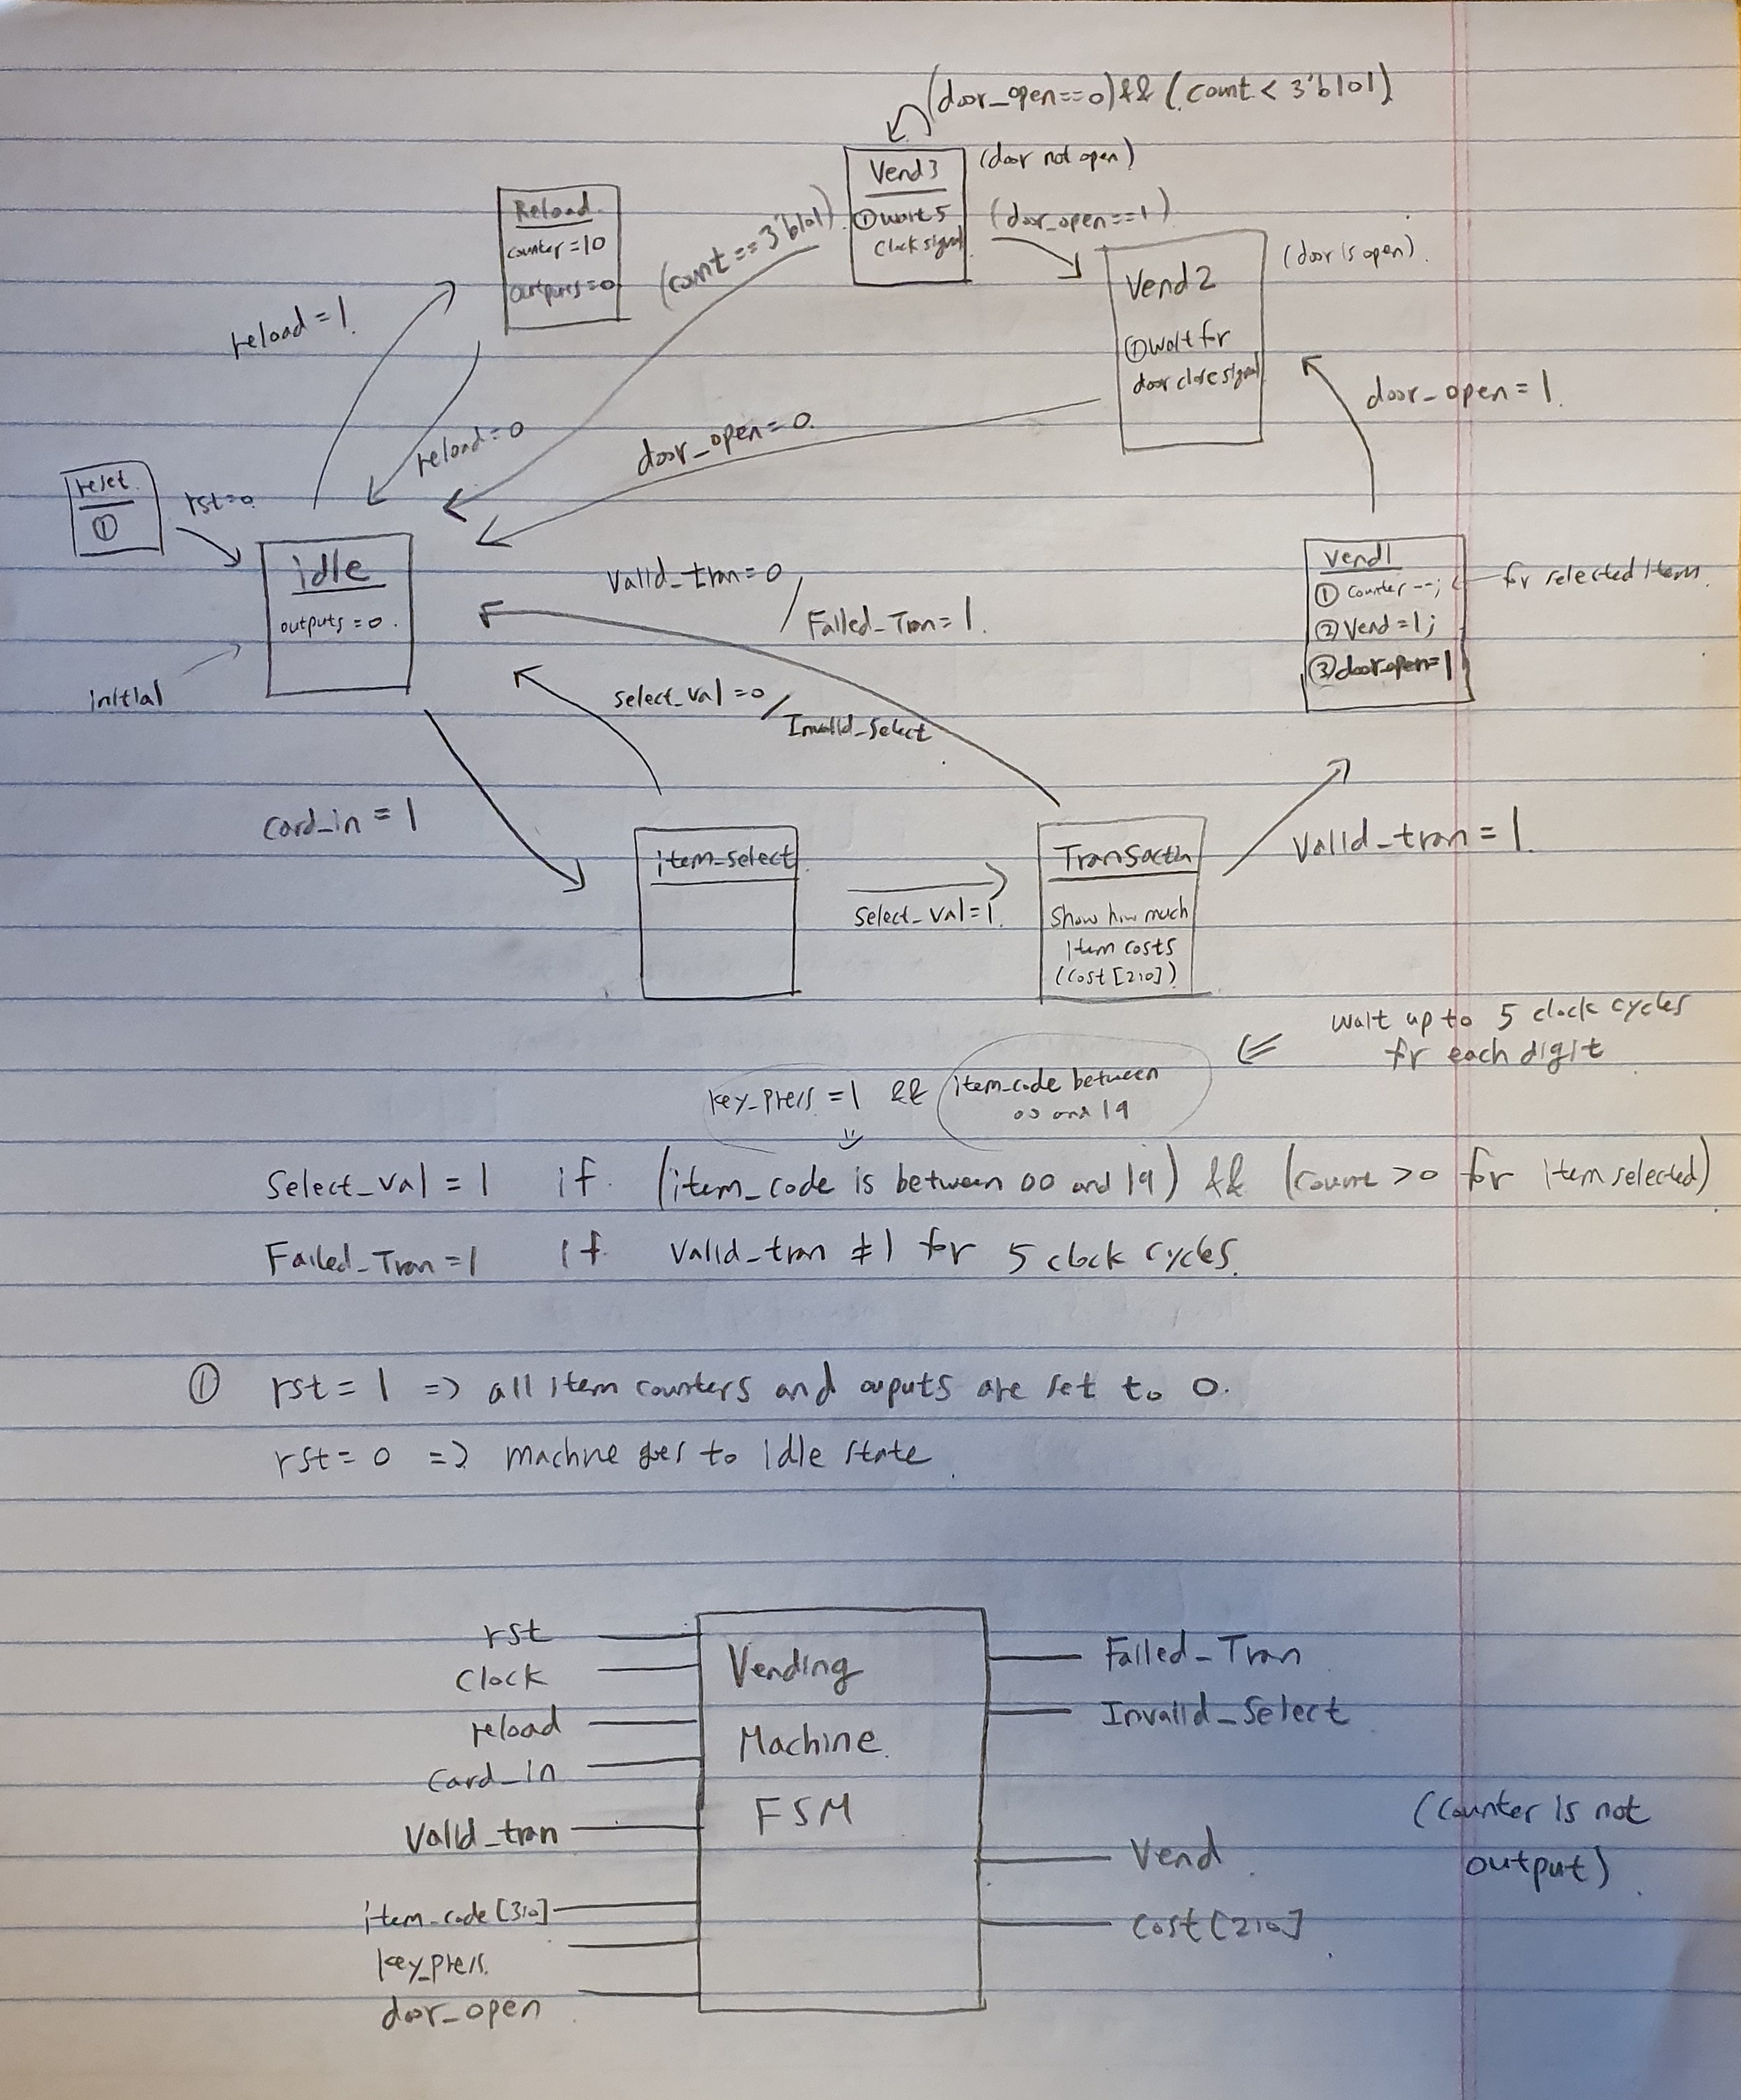 (door_open==0) && (count < 3'b101)
Vend3
(door not open)
① wait 5
clock signal
(door_open==1)
Reload
counter=10
outputs=0
(count == 3'b101)
Vend2
(door is open).
① wait for
door close signal
reload=1.
reload=0
door_open=0.
door_open=1.
reset
①
rst=0
idle
outputs=0.
initial
Valid_tran=0
/
Failed_Tran=1.
Vend1
① counter--;
for selected item.
② Vend=1;
③ door_open=1
select_val=0
/
Invalid_Select
card_in=1
item_select
select_val=1.
Transactn
Show how much
item costs
(cost[2:0])
Valid_tran=1.
wait up to 5 clock cycles
for each digit
key_press=1 && item_code between
00 and 19
Select_val=1 if (item_code is between 00 and 19) && (count >0 for item selected)
Failed_Tran=1 if Valid_tran ≠1 for 5 clock cycles.
① rst=1 => all item counters and ouputs are set to 0.
rst=0 => machine goes to idle state.
rst
Clock
reload
Card_in
Valid_tran
item_code[3:0]
key_press
door_open
Vending
Machine
FSM
Failed_Tran
Invalid_Select
Vend
Cost[2:0]
(Counter is not
output)